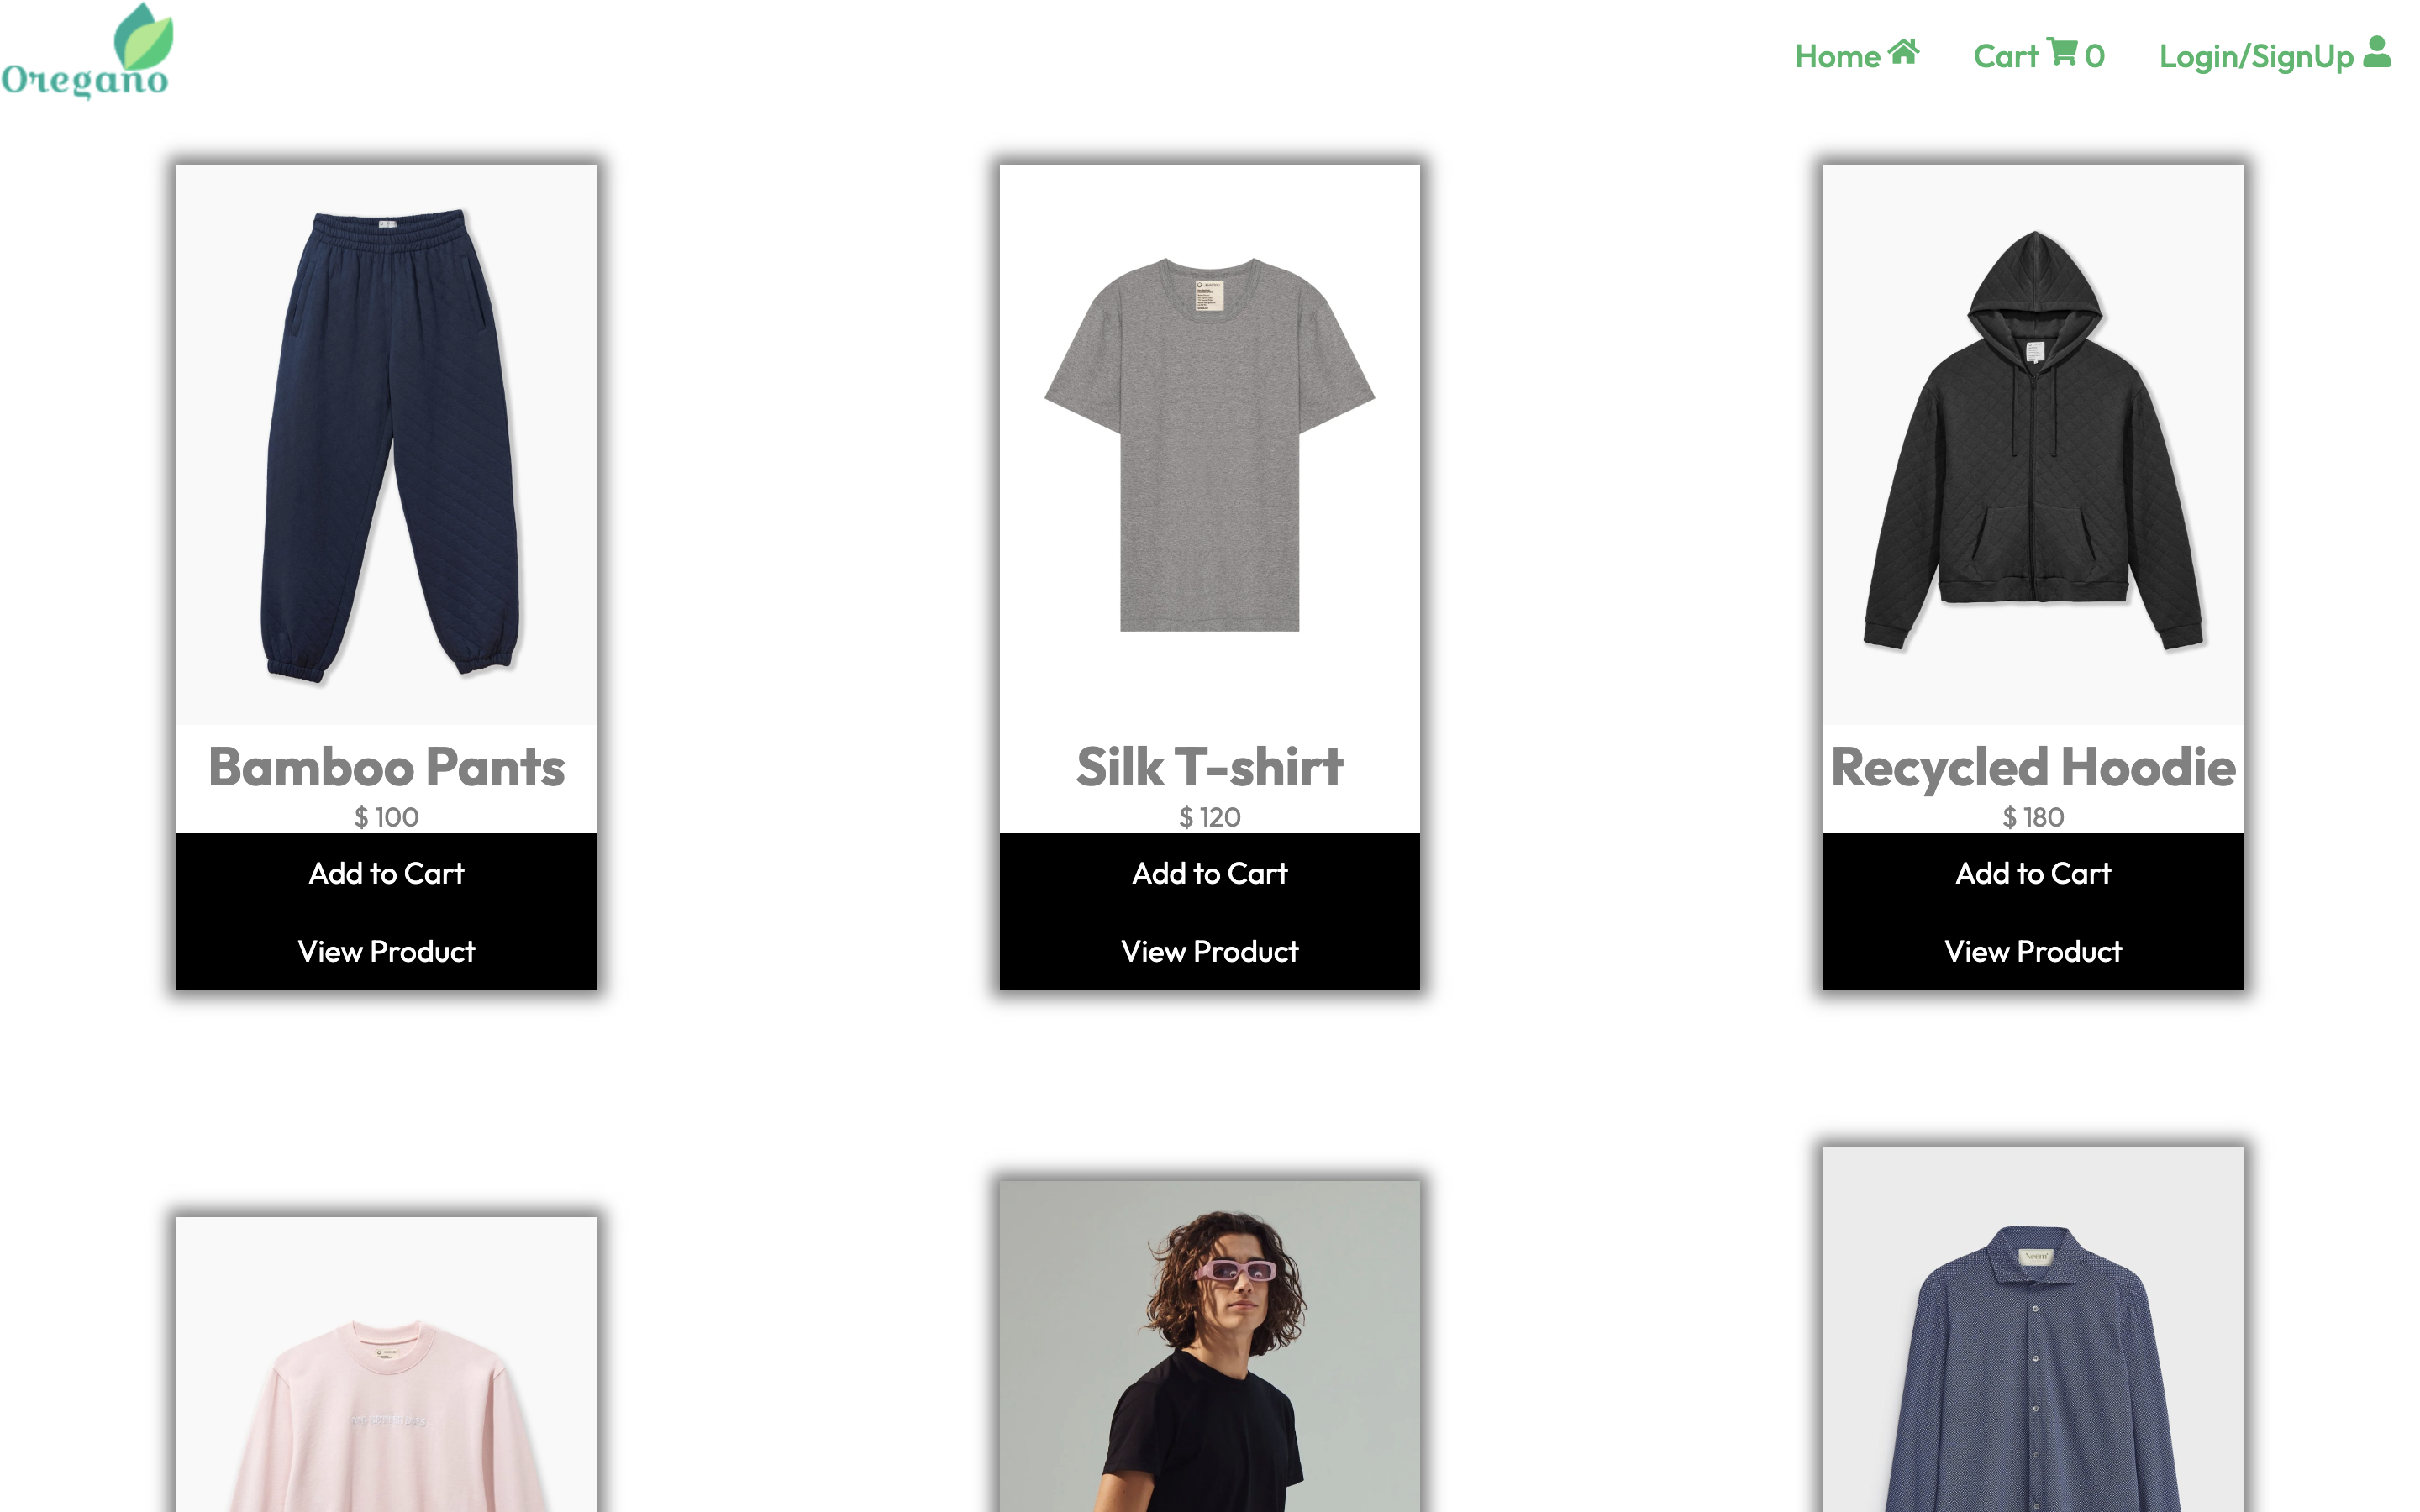 Oregano
Home Cart 0 Login/SignUp
Bamboo Pants
$ 100
Add to Cart
View Product
Silk T-shirt
$ 120
Add to Cart
View Product
Recycled Hoodie
$ 180
Add to Cart
View Product
Neem